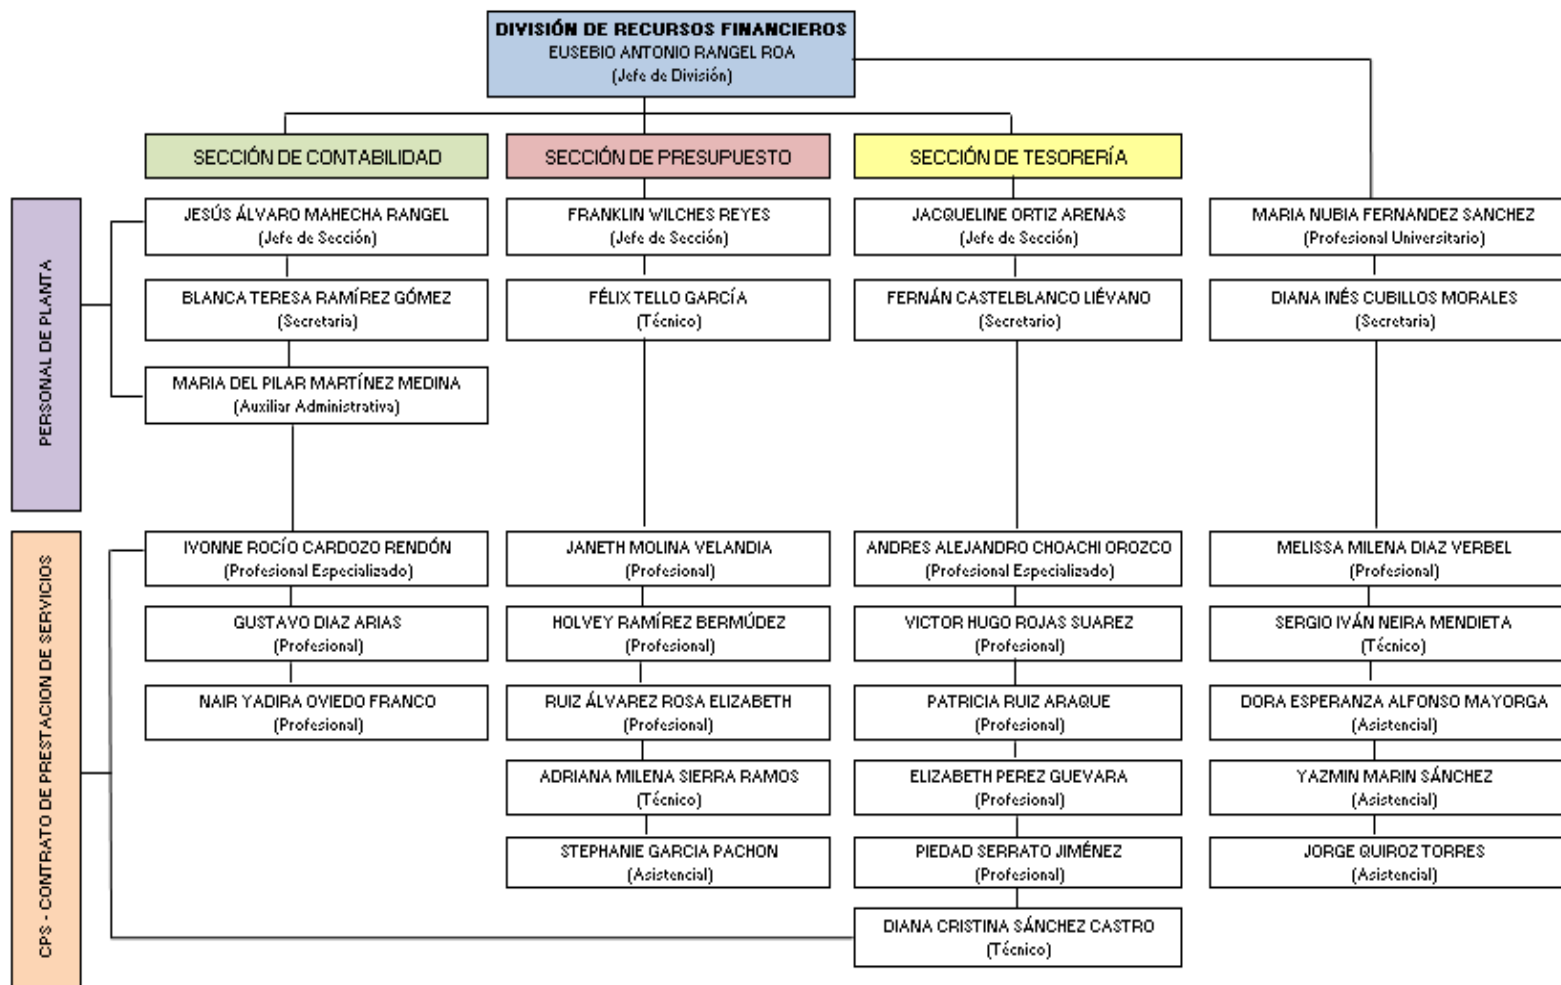 DIVISIÓN DE RECURSOS FINANCIEROS
EUSEBIO ANTONIO RANGEL ROA
(Jefe de División)
SECCIÓN DE CONTABILIDAD
SECCIÓN DE PRESUPUESTO
SECCIÓN DE TESORERÍA
PERSONAL DE PLANTA
JESÚS ÁLVARO MAHECHA RANGEL
(Jefe de Sección)
FRANKLIN WILCHES REYES
(Jefe de Sección)
JACQUELINE ORTIZ ARENAS
(Jefe de Sección)
MARIA NUBIA FERNANDEZ SANCHEZ
(Profesional Universitario)
BLANCA TERESA RAMÍREZ GÓMEZ
(Secretaria)
FÉLIX TELLO GARCÍA
(Técnico)
FERNÁN CASTELBLANCO LIÉVANO
(Secretario)
DIANA INÉS CUBILLOS MORALES
(Secretaria)
MARIA DEL PILAR MARTÍNEZ MEDINA
(Auxiliar Administrativa)
CPS - CONTRATO DE PRESTACION DE SERVICIOS
IVONNE ROCÍO CARDOZO RENDÓN
(Profesional Especializado)
JANETH MOLINA VELANDIA
(Profesional)
ANDRES ALEJANDRO CHOACHI OROZCO
(Profesional Especializado)
MELISSA MILENA DIAZ VERBEL
(Profesional)
GUSTAVO DIAZ ARIAS
(Profesional)
HOLVEY RAMÍREZ BERMÚDEZ
(Profesional)
VICTOR HUGO ROJAS SUAREZ
(Profesional)
SERGIO IVÁN NEIRA MENDIETA
(Técnico)
NAIR YADIRA OVIEDO FRANCO
(Profesional)
RUIZ ÁLVAREZ ROSA ELIZABETH
(Profesional)
PATRICIA RUIZ ARAQUE
(Profesional)
DORA ESPERANZA ALFONSO MAYORGA
(Asistencial)
ADRIANA MILENA SIERRA RAMOS
(Técnico)
ELIZABETH PEREZ GUEVARA
(Profesional)
YAZMIN MARIN SÁNCHEZ
(Asistencial)
STEPHANIE GARCIA PACHON
(Asistencial)
PIEDAD SERRATO JIMÉNEZ
(Profesional)
JORGE QUIROZ TORRES
(Asistencial)
DIANA CRISTINA SÁNCHEZ CASTRO
(Técnico)